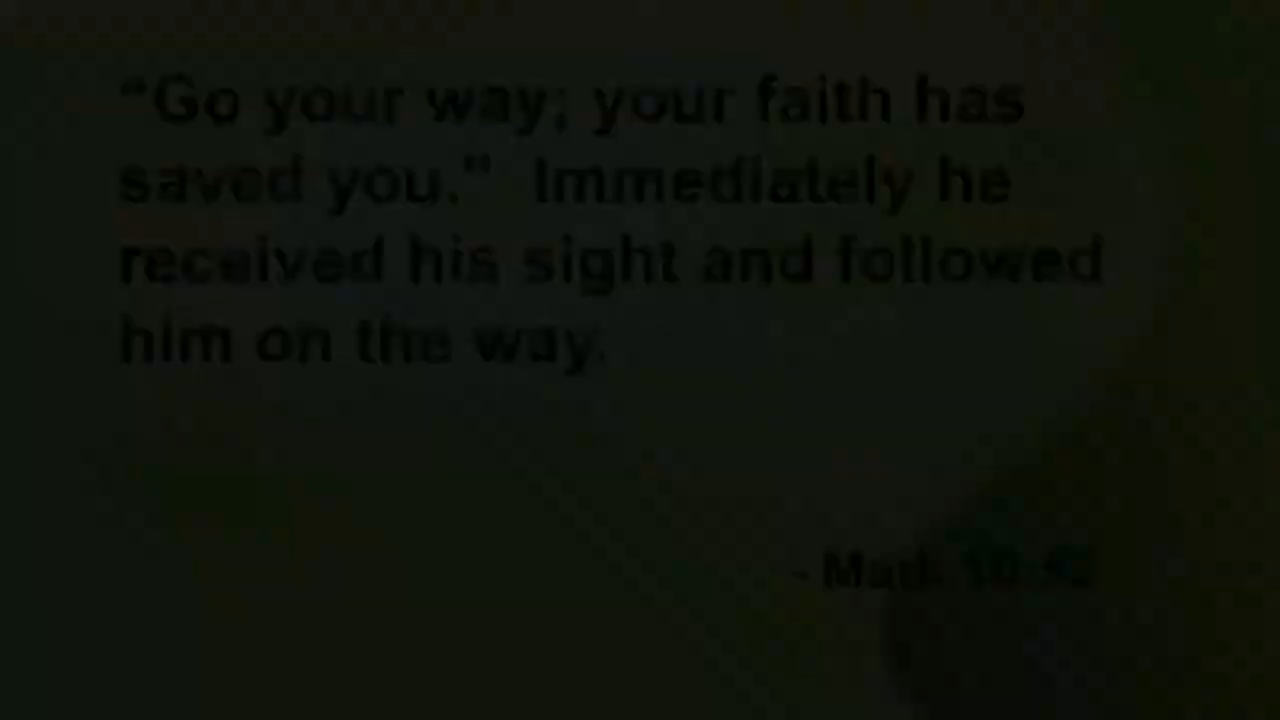 “Go your way; your faith has
saved you.” Immediately he
received his sight and followed
him on the way.
- Mark 10:52